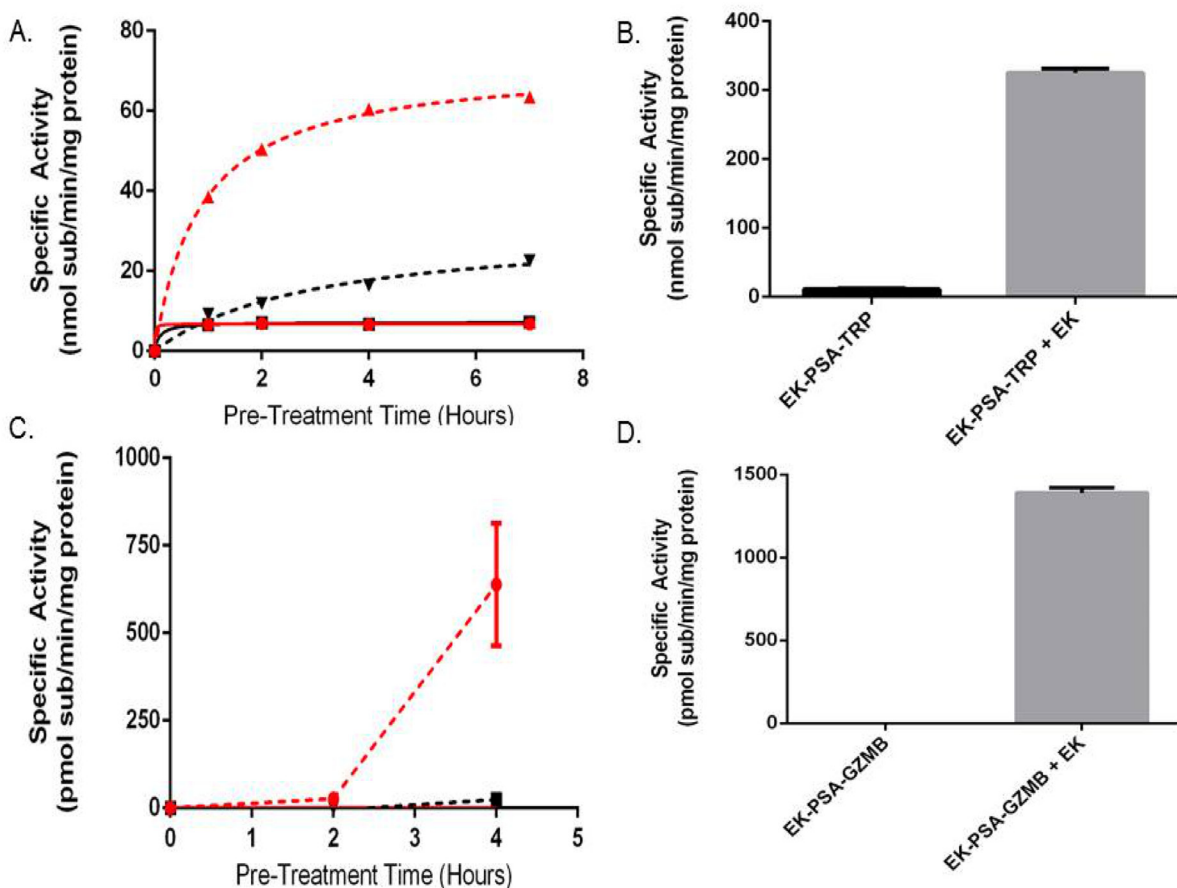 A.
Specific Activity
(nmol sub/min/mg protein)
80
60
40
20
0
0 2 4 6 8
Pre-Treatment Time (Hours)
B.
Specific Activity
(nmol sub/min/mg protein)
400
300
200
100
0
EK-PSA-TRP
EK-PSA-TRP + EK
C.
Specific Activity
(pmol sub/min/mg protein)
1000
750
500
250
0
0 1 2 3 4 5
Pre-Treatment Time (Hours)
D.
Specific Activity
(pmol sub/min/mg protein)
1500
1000
500
0
EK-PSA-GZMB
EK-PSA-GZMB + EK